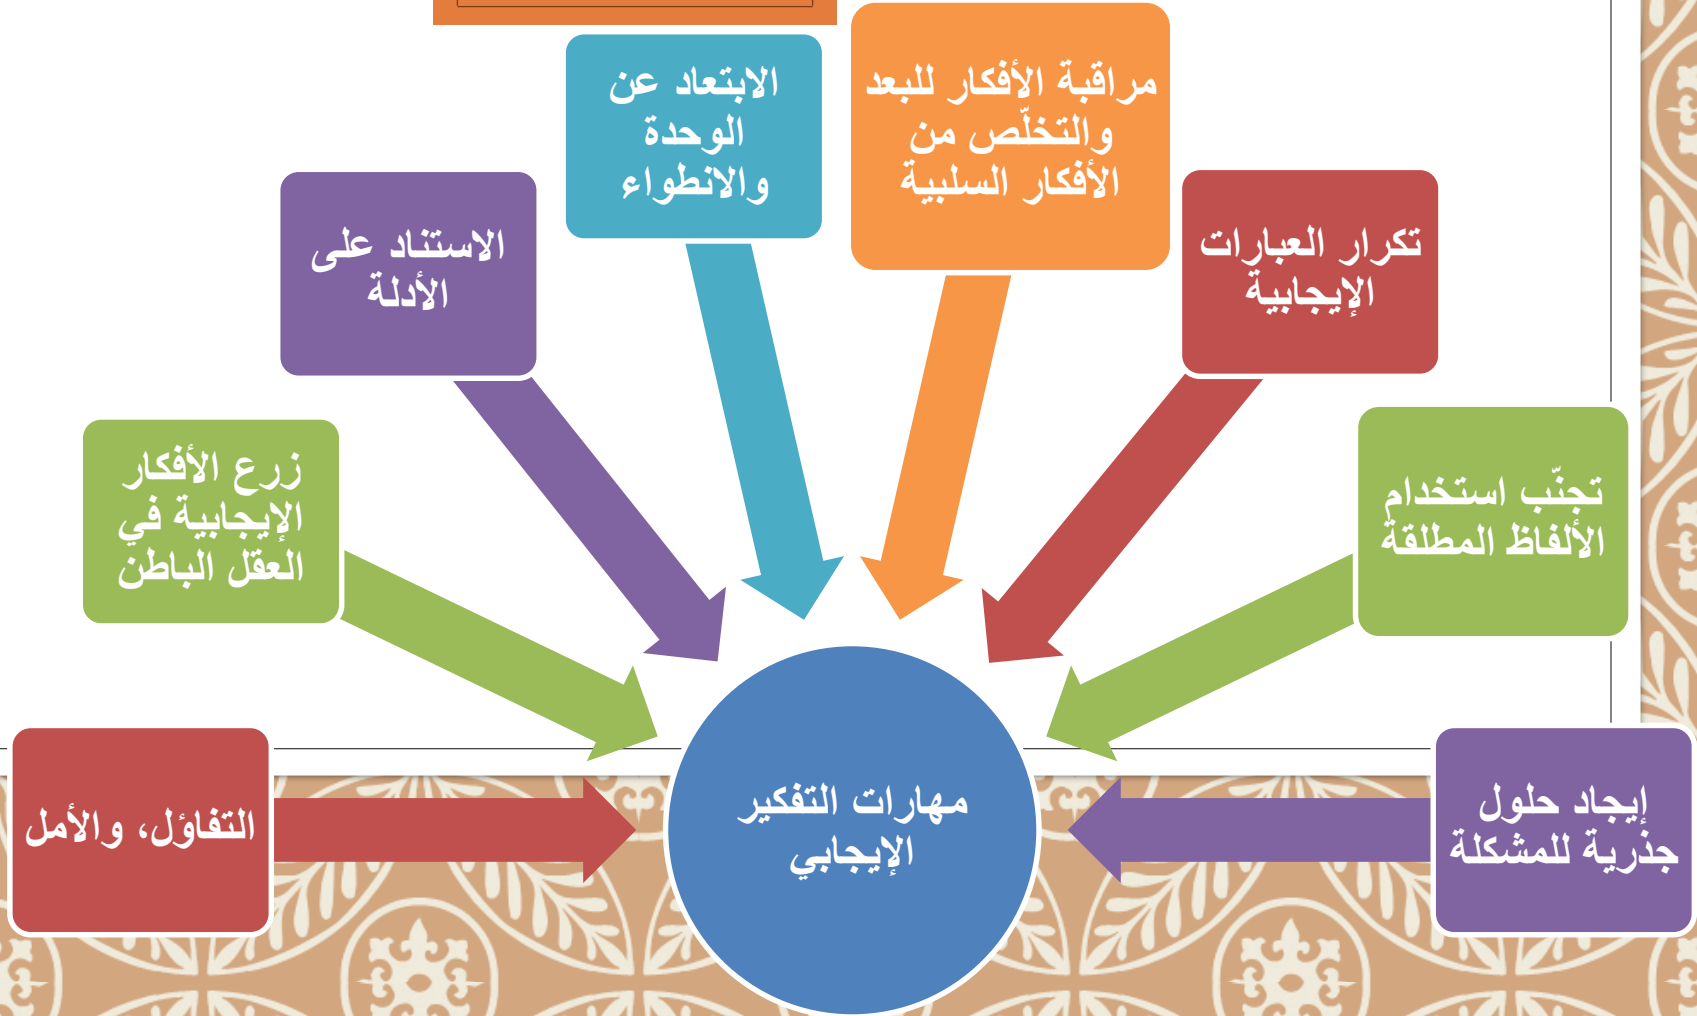 مراقبة الأفكار للبعد
والتخلّص من
الأفكار السلبية
الابتعاد عن
الوحدة
والانطواء
تكرار العبارات
الإيجابية
الاستناد على
الأدلة
تجنّب استخدام
الألفاظ المطلقة
زرع الأفكار
الإيجابية في
العقل الباطن
إيجاد حلول
جذرية للمشكلة
مهارات التفكير
الإيجابي
التفاؤل، والأمل